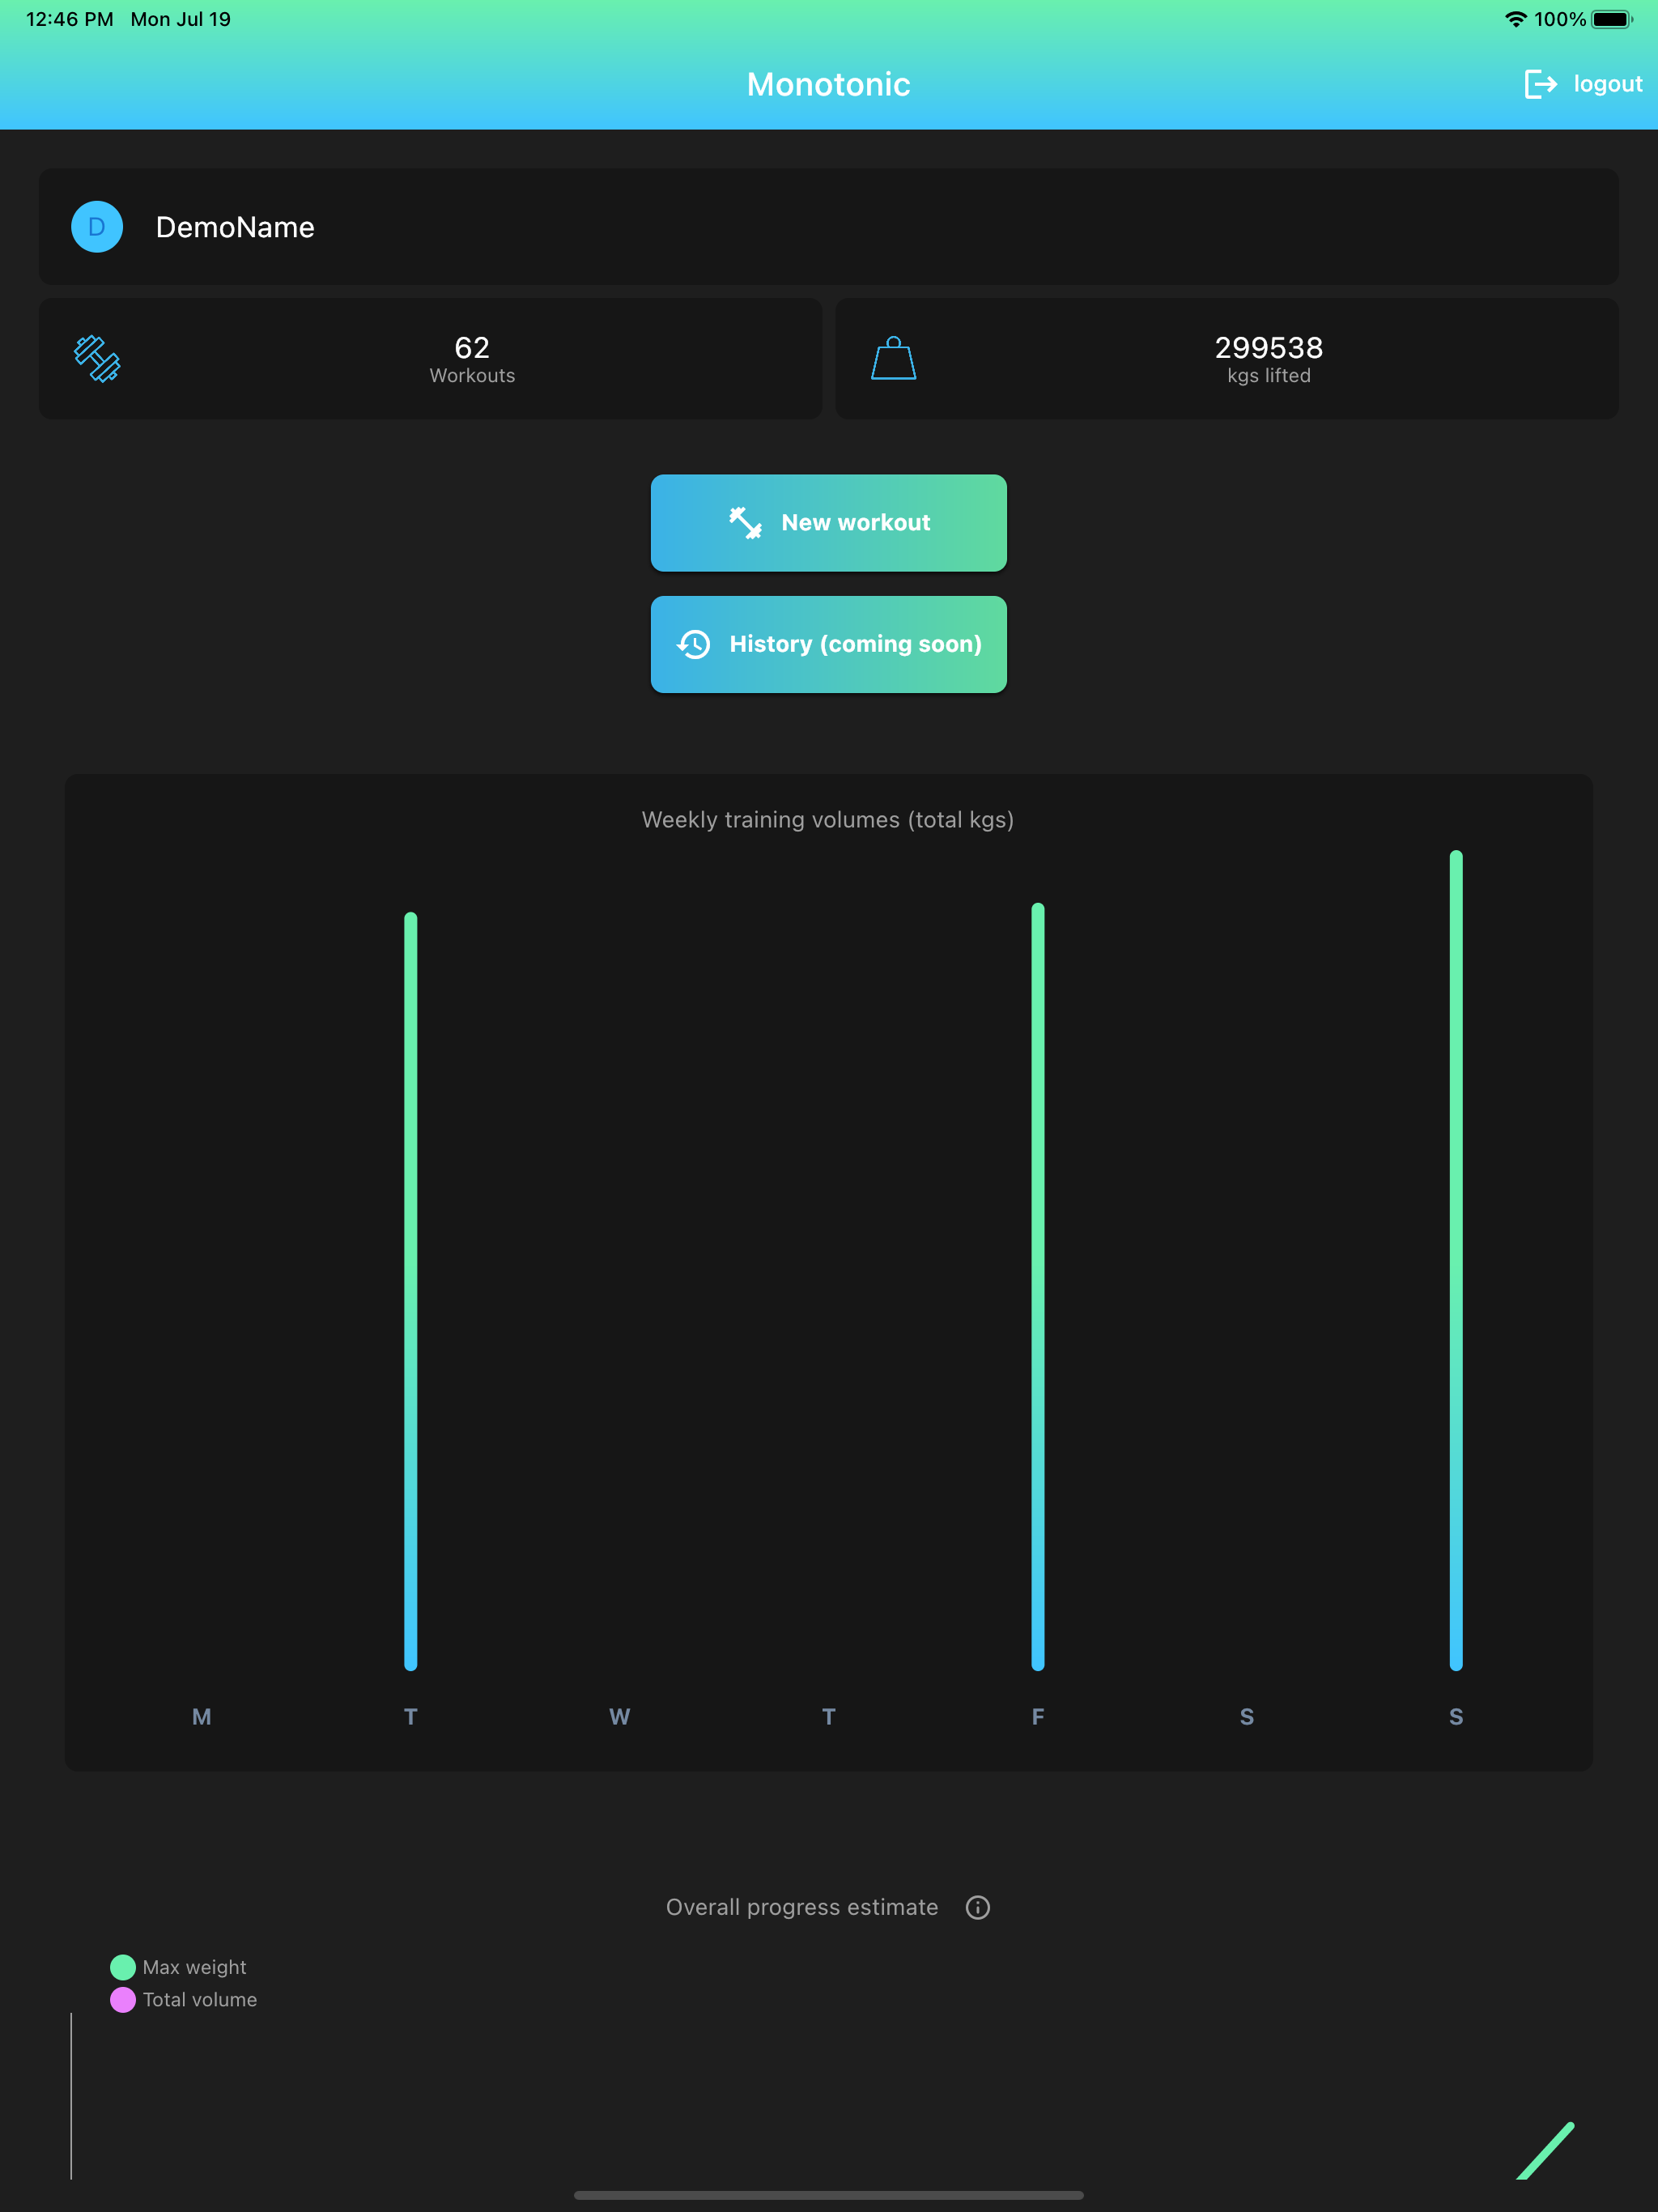 12:46 PM Mon Jul 19 100%
Monotonic
logout
D
DemoName
62
Workouts
299538
kgs lifted
New workout
History (coming soon)
Weekly training volumes (total kgs)
M T W T F S S
Overall progress estimate
Max weight
Total volume